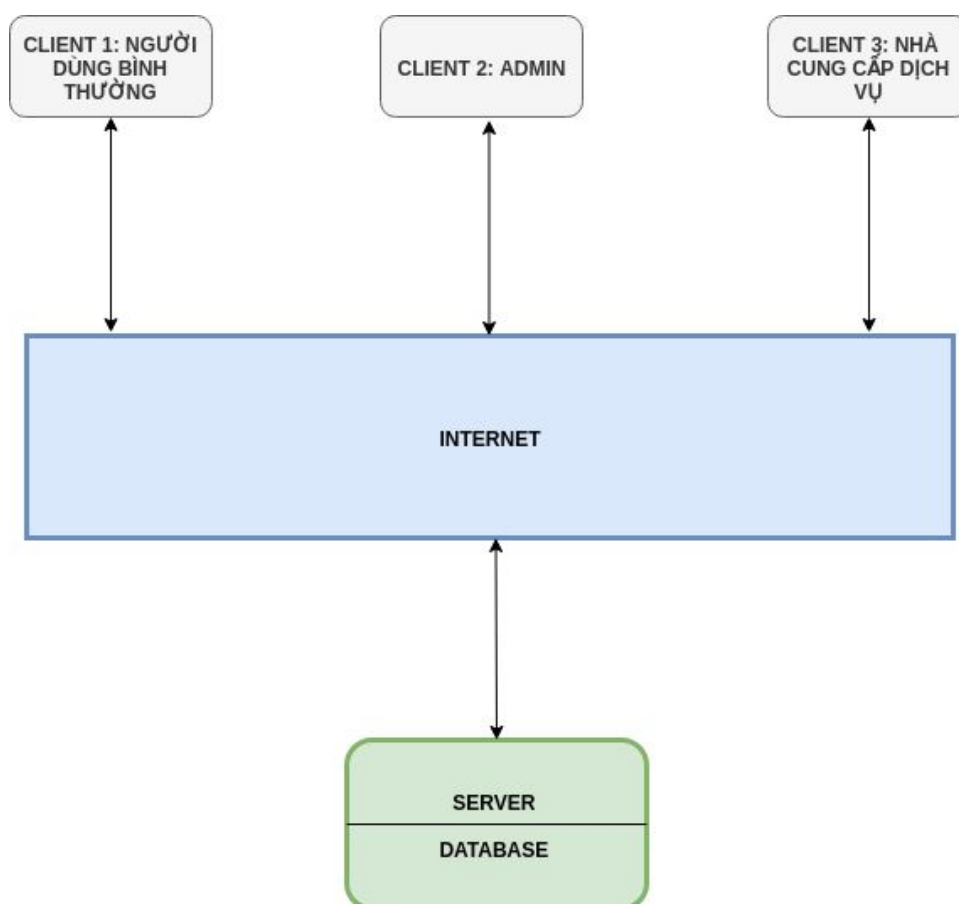 CLIENT 1: NGƯỜI
DÙNG BÌNH
THƯỜNG
CLIENT 2: ADMIN
CLIENT 3: NHÀ
CUNG CẤP DỊCH
VỤ
INTERNET
SERVER
DATABASE